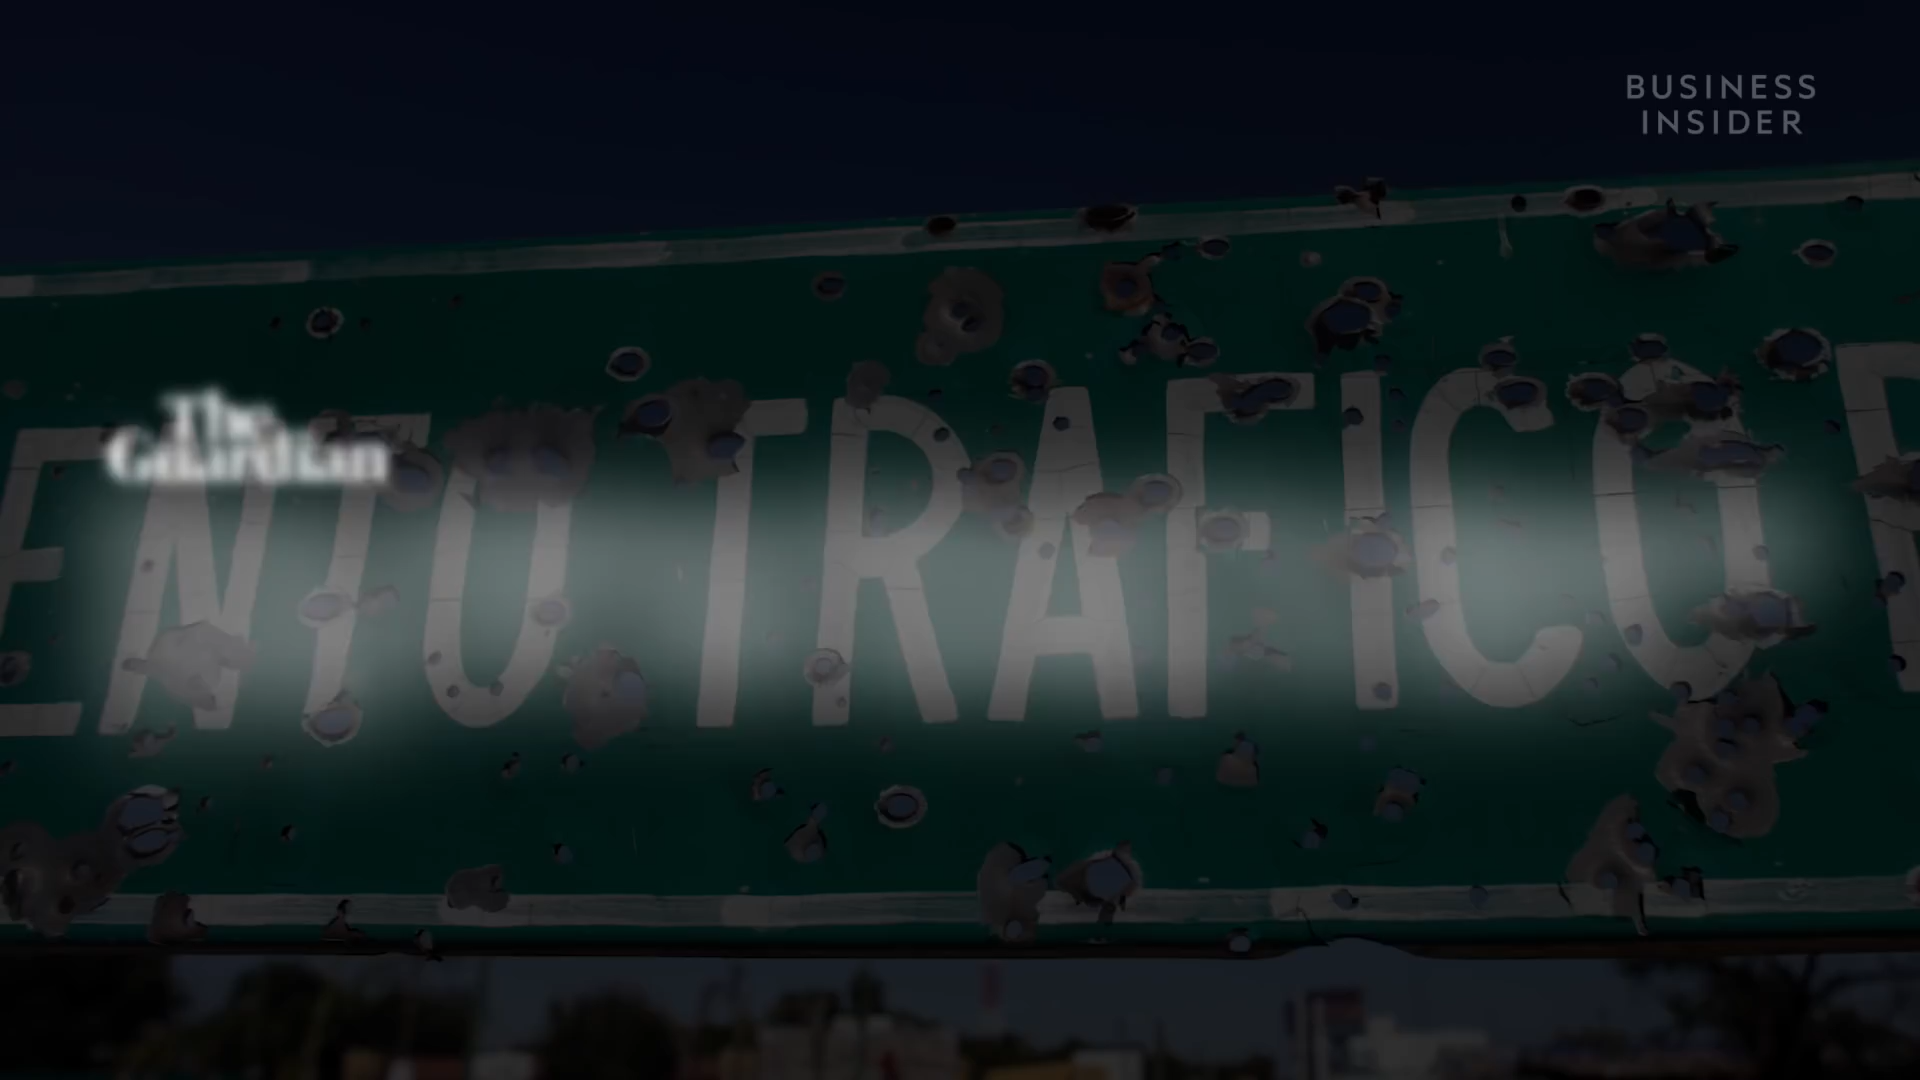 BUSINESS
INSIDER
The
Guardian
ENTO TRAFICO